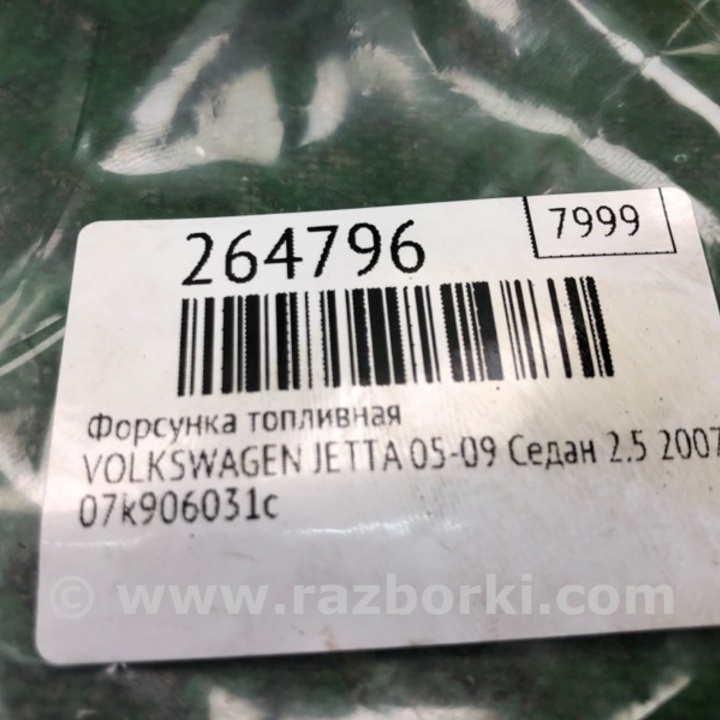 7999
264796
Форсунка топливная
VOLKSWAGEN JETTA 05-09 Седан 2.5 2007
07k906031c
© www.razborki.com